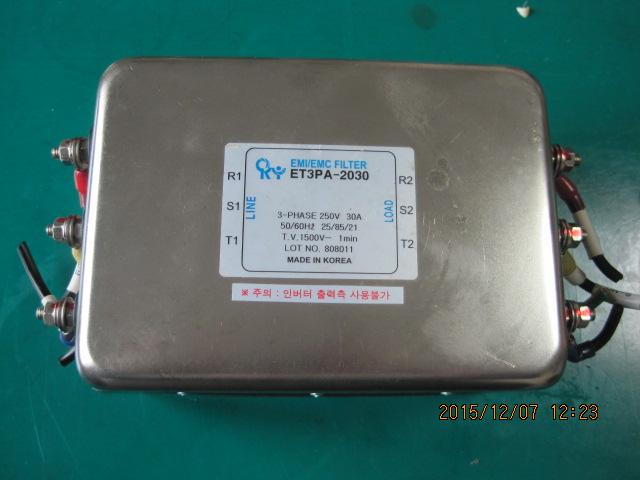 OKY EMI/EMC FILTER
ET3PA-2030
R1 R2
S1 LINE LOAD S2
3-PHASE 250V 30A
50/60Hz 25/85/21
T1 T.V.1500V- 1min T2
LOT NO. 808011
MADE IN KOREA
※ 주의 : 인버터 출력측 사용불가
2015/12/07 12:23